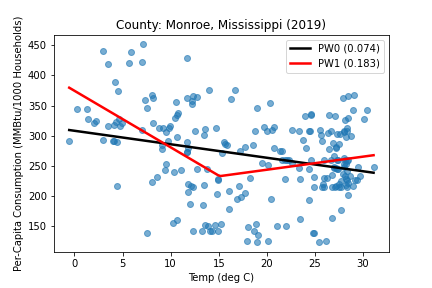 County: Monroe, Mississippi (2019)
PW0 (0.074)
PW1 (0.183)
Per-Capita Consumption (MMBtu/1000 Households)
450
400
350
300
250
200
150
0 5 10 15 20 25 30
Temp (deg C)